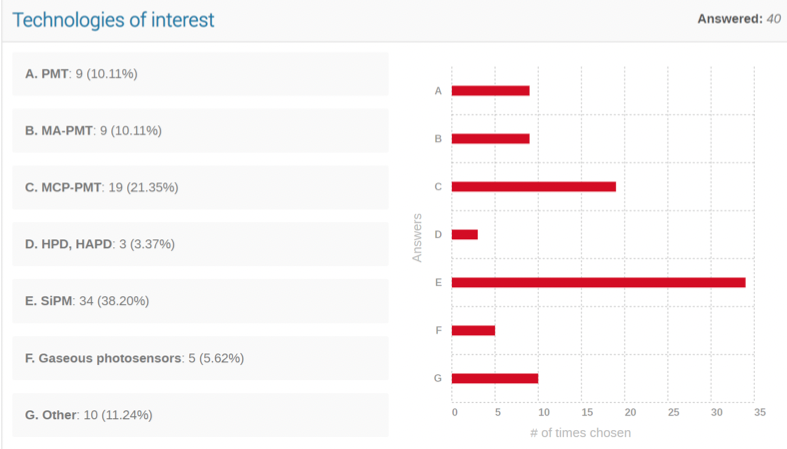 Technologies of interest
Answered: 40
A. PMT: 9 (10.11%)
B. MA-PMT: 9 (10.11%)
C. MCP-PMT: 19 (21.35%)
D. HPD, HAPD: 3 (3.37%)
E. SiPM: 34 (38.20%)
F. Gaseous photosensors: 5 (5.62%)
G. Other: 10 (11.24%)
Answers
A
B
C
D
E
F
G
0 5 10 15 20 25 30 35
# of times chosen